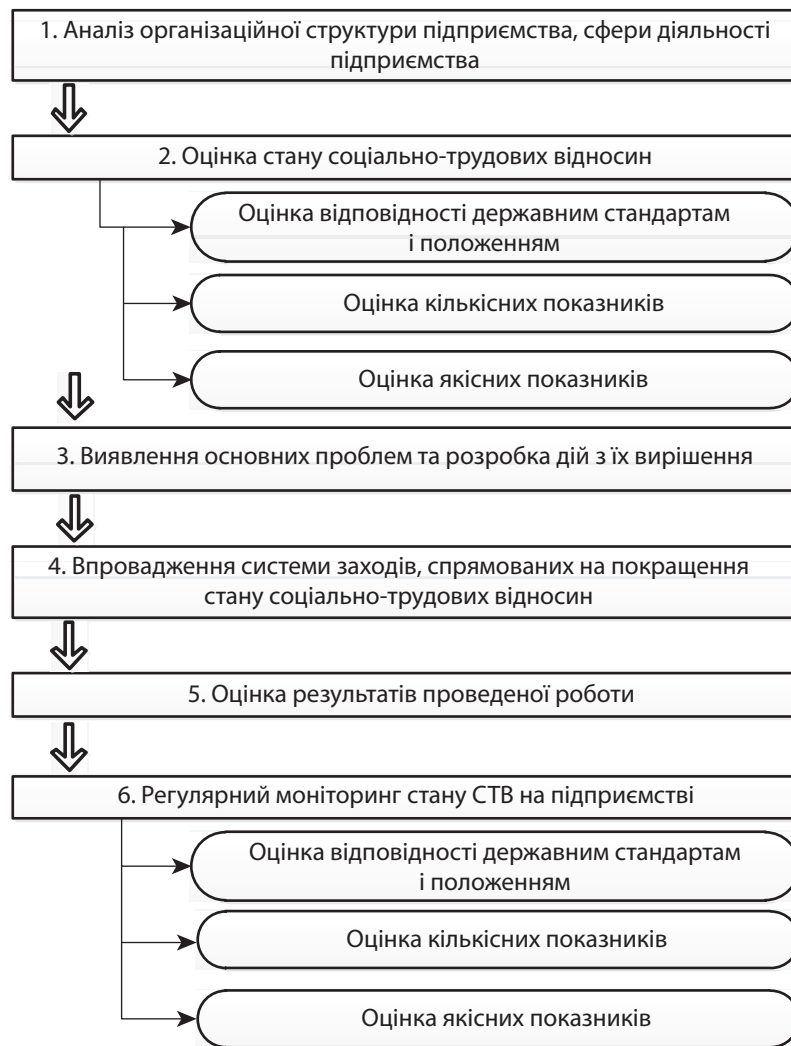 1. Аналіз організаційної структури підприємства, сфери діяльності
підприємства
2. Оцінка стану соціально-трудових відносин
Оцінка відповідності державним стандартам
і положенням
Оцінка кількісних показників
Оцінка якісних показників
3. Виявлення основних проблем та розробка дій з їх вирішення
4. Впровадження системи заходів, спрямованих на покращення
стану соціально-трудових відносин
5. Оцінка результатів проведеної роботи
6. Регулярний моніторинг стану СТВ на підприємстві
Оцінка відповідності державним стандартам
і положенням
Оцінка кількісних показників
Оцінка якісних показників